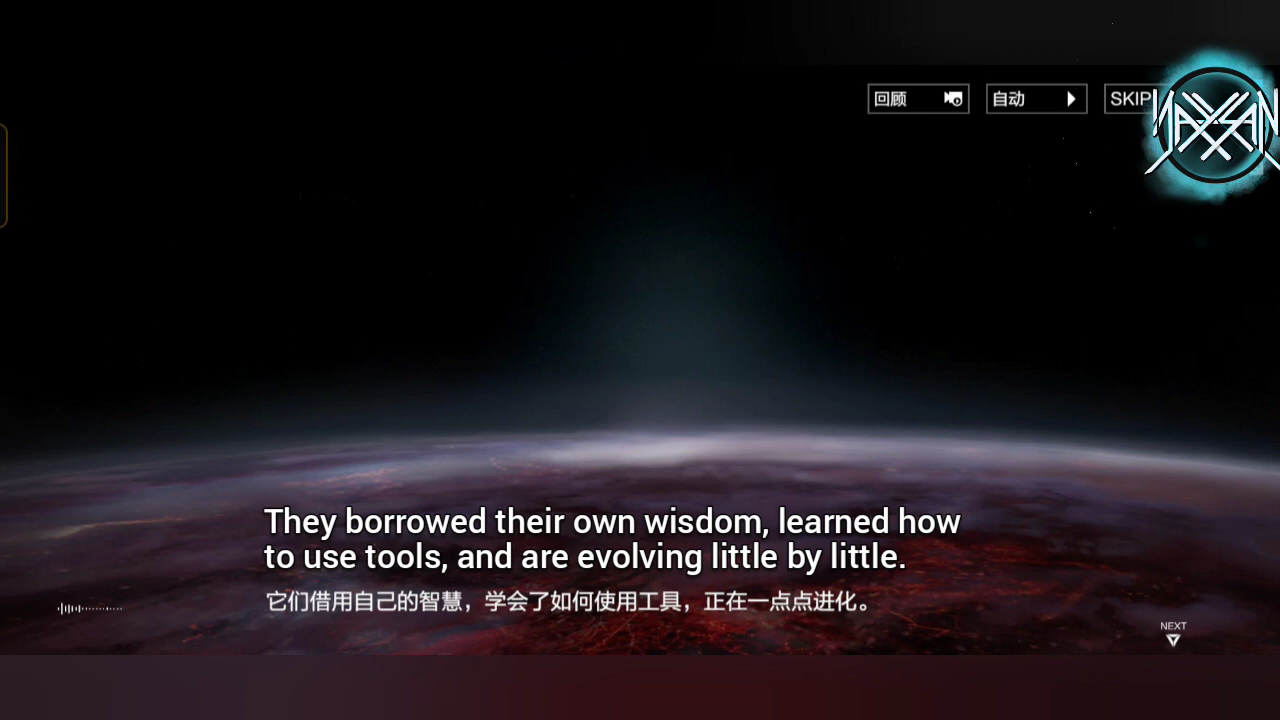 回顾
自动
SKIP
They borrowed their own wisdom, learned how
to use tools, and are evolving little by little.
它们借用自己的智慧，学会了如何使用工具，正在一点点进化。
NEXT